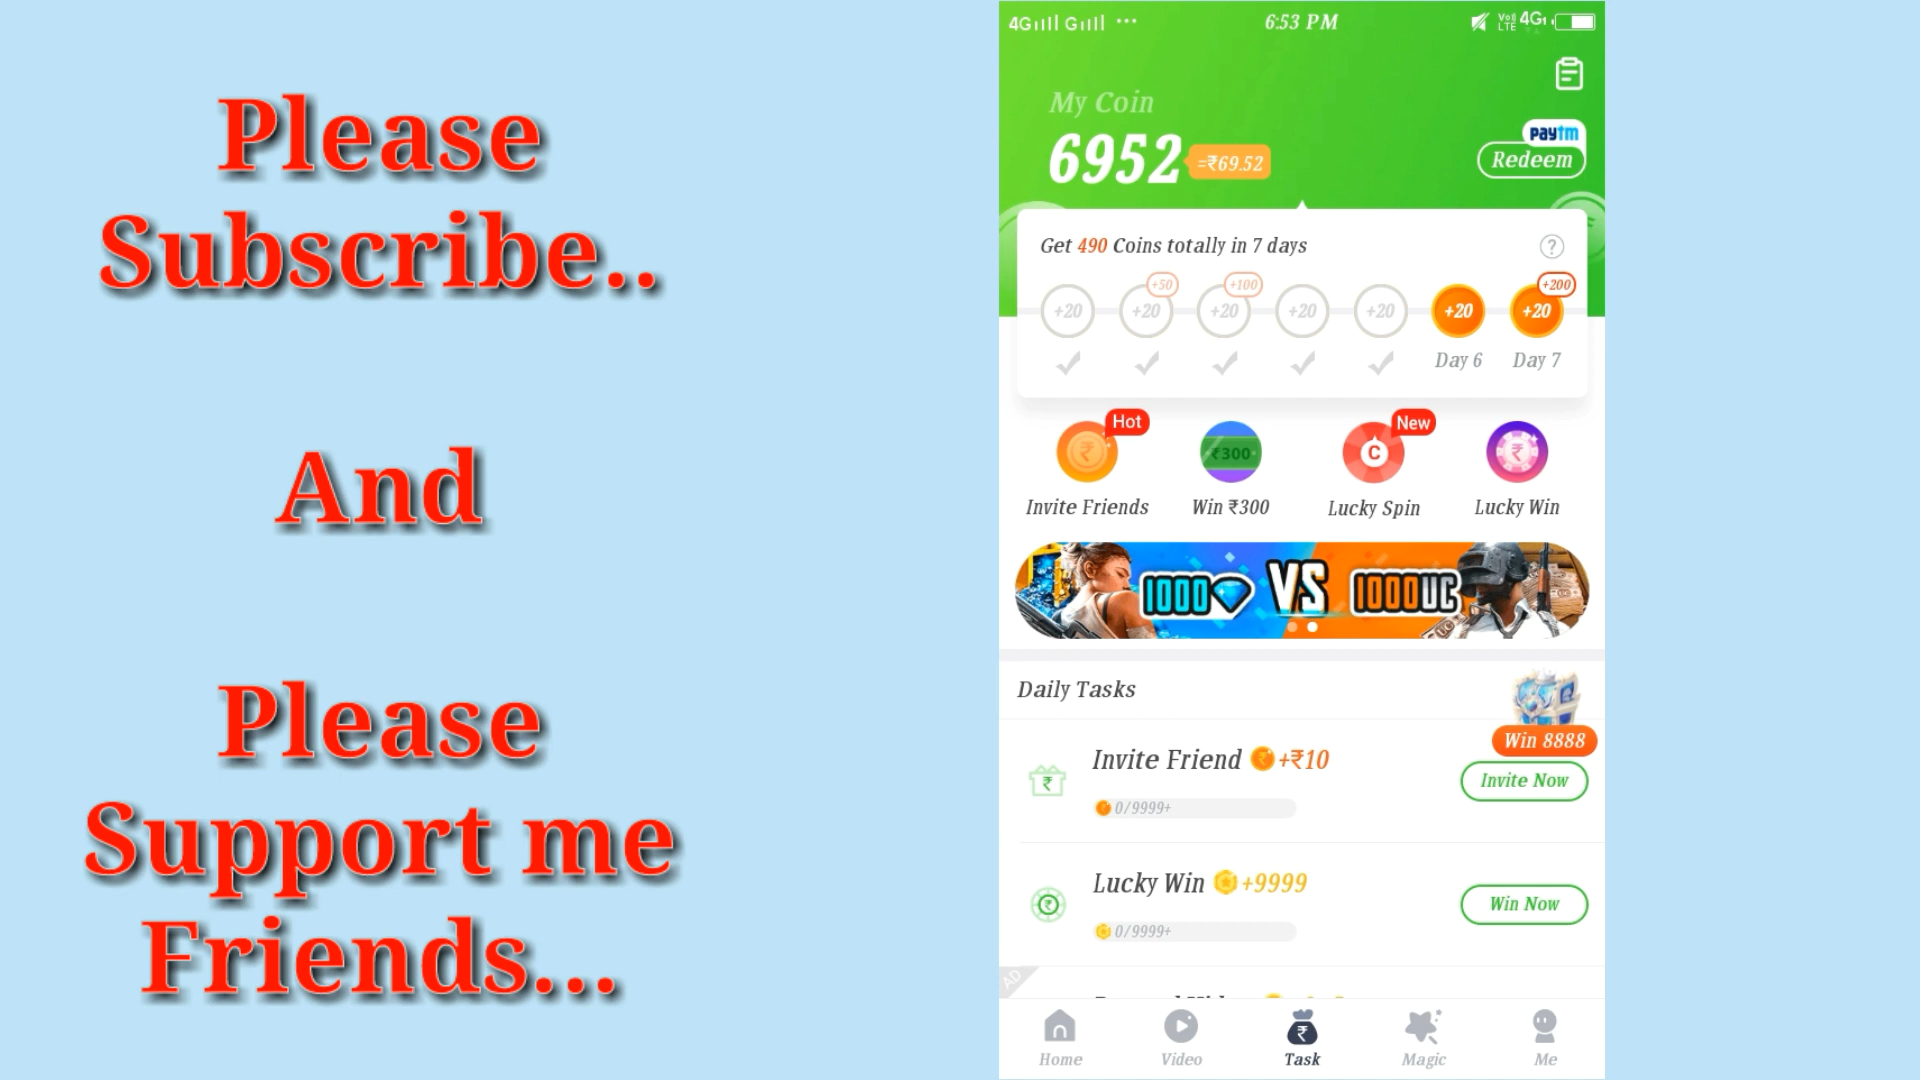 Please
Subscribe..
And
Please
Support me
Friends...
4G G ...
6:53 PM
VoLTE 4G
My Coin
6952 =₹69.52
paytm
Redeem
Get 490 Coins totally in 7 days ?
+50 +100 +200
+20 +20 +20 +20 +20 +20 +20
Day 6 Day 7
Hot New
₹ ₹300 C ₹
Invite Friends Win ₹300 Lucky Spin Lucky Win
1000 VS 1000UC
UC
Daily Tasks
Win 8888
Invite Friend +₹10
Invite Now
0/9999+
Lucky Win +9999
Win Now
0/9999+
AD
Home Video Task Magic Me